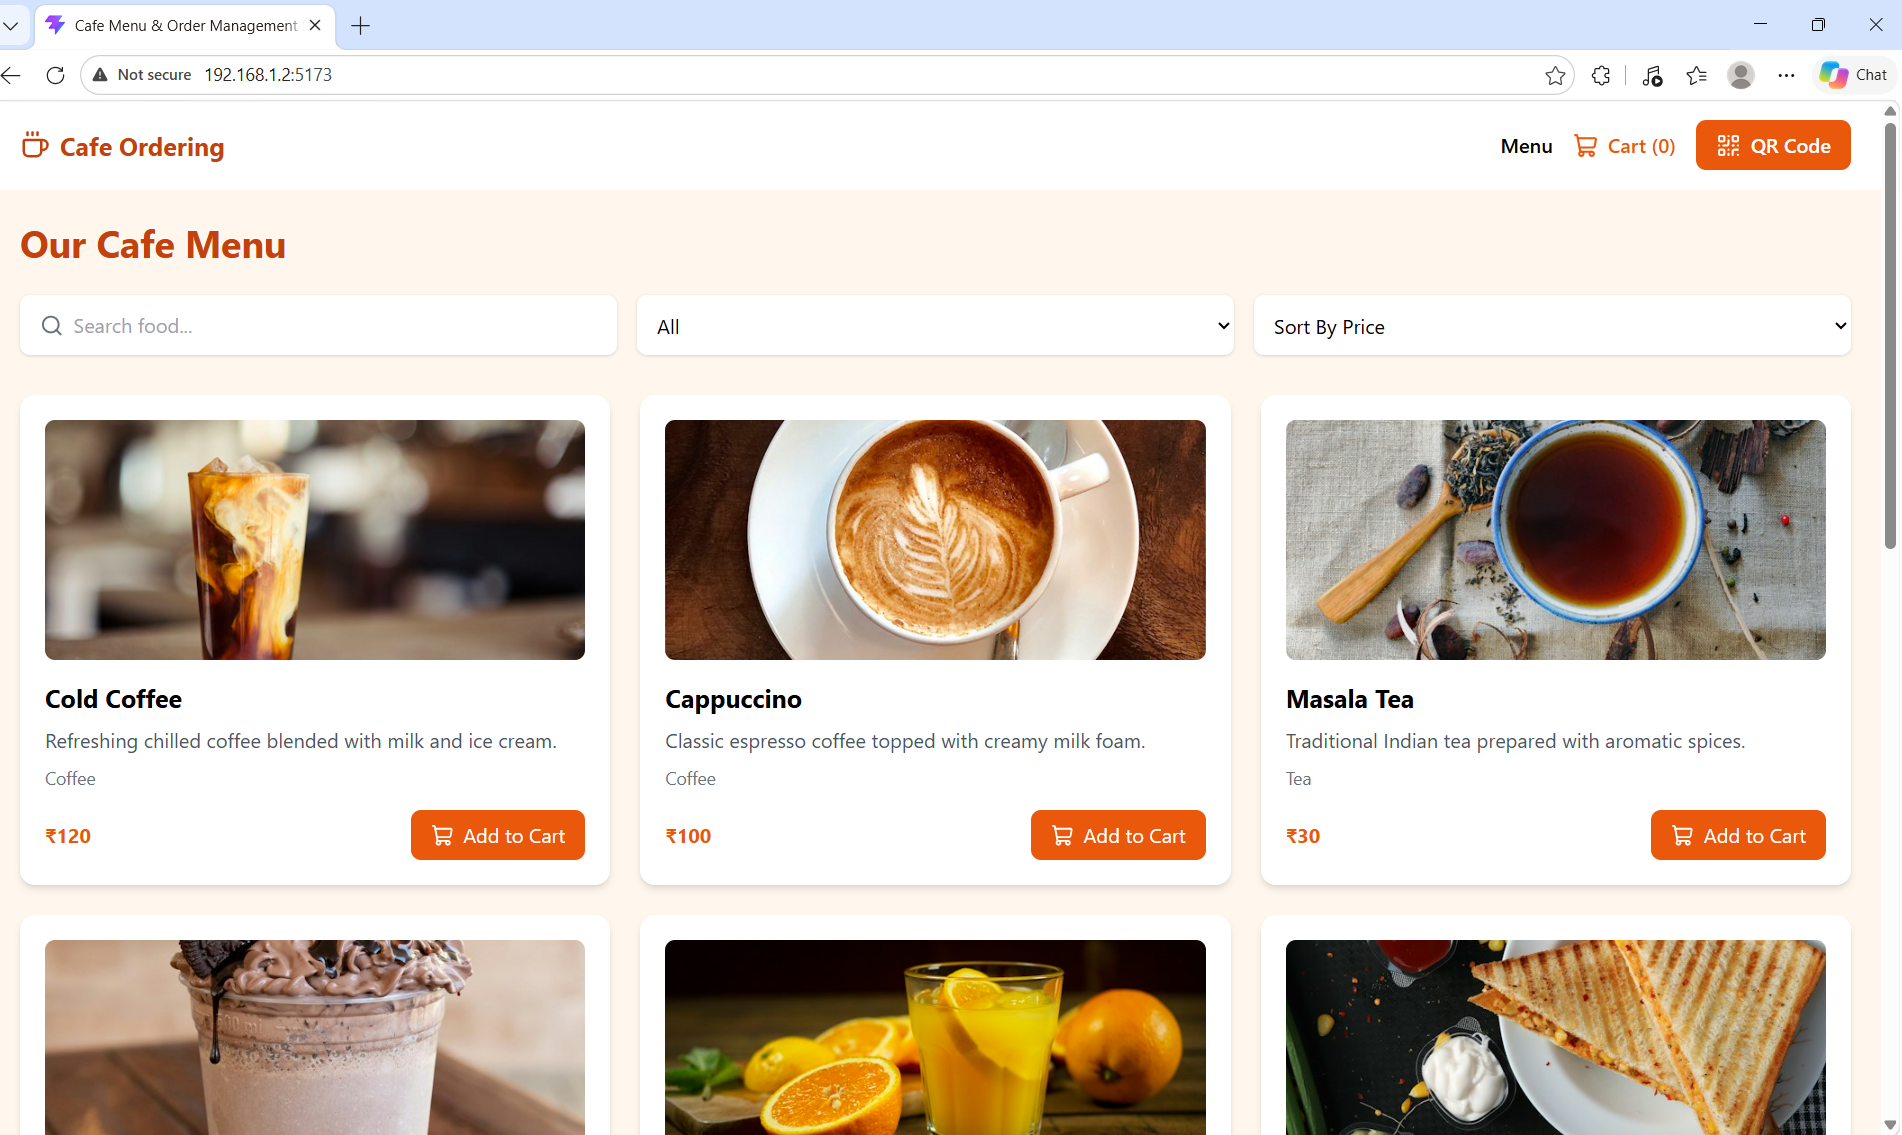 Cafe Menu & Order Management
Not secure 192.168.1.2:5173
Chat
Cafe Ordering
Menu
Cart (0)
QR Code
Our Cafe Menu
Search food...
All
Sort By Price
Cold Coffee
Refreshing chilled coffee blended with milk and ice cream.
Coffee
₹120
Add to Cart
Cappuccino
Classic espresso coffee topped with creamy milk foam.
Coffee
₹100
Add to Cart
Masala Tea
Traditional Indian tea prepared with aromatic spices.
Tea
₹30
Add to Cart